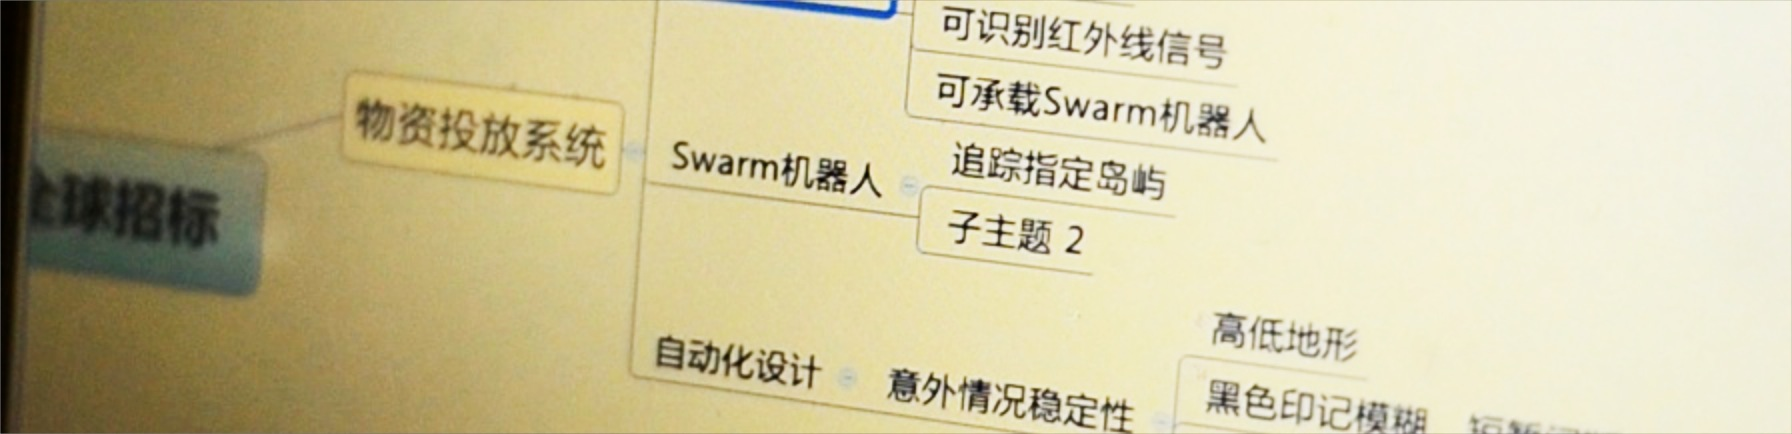 可识别红外线信号
可承载Swarm机器人
物资投放系统
Swarm机器人
追踪指定岛屿
子主题 2
全球招标
高低地形
自动化设计
意外情况稳定性
黑色印记模糊